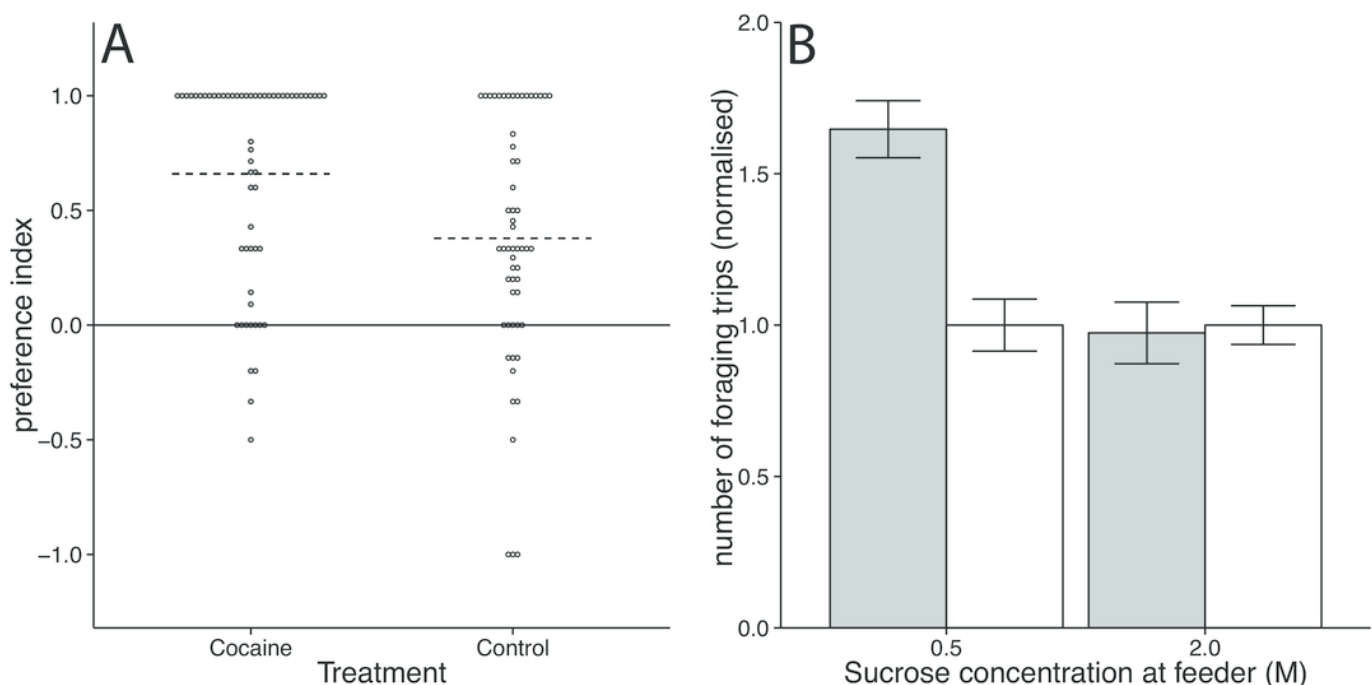 A
preference index
1.0
0.5
0.0
−0.5
−1.0
Cocaine
Control
Treatment
B
number of foraging trips (normalised)
2.0
1.5
1.0
0.5
0.0
0.5
2.0
Sucrose concentration at feeder (M)